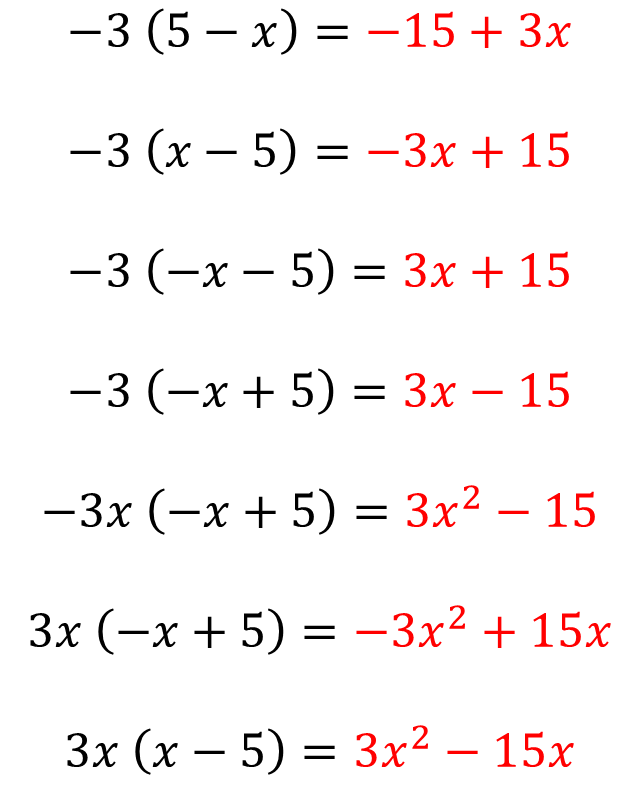 −3 (5 − x) = −15 + 3x
−3 (x − 5) = −3x + 15
−3 (−x − 5) = 3x + 15
−3 (−x + 5) = 3x − 15
−3x (−x + 5) = 3x² − 15
3x (−x + 5) = −3x² + 15x
3x (x − 5) = 3x² − 15x